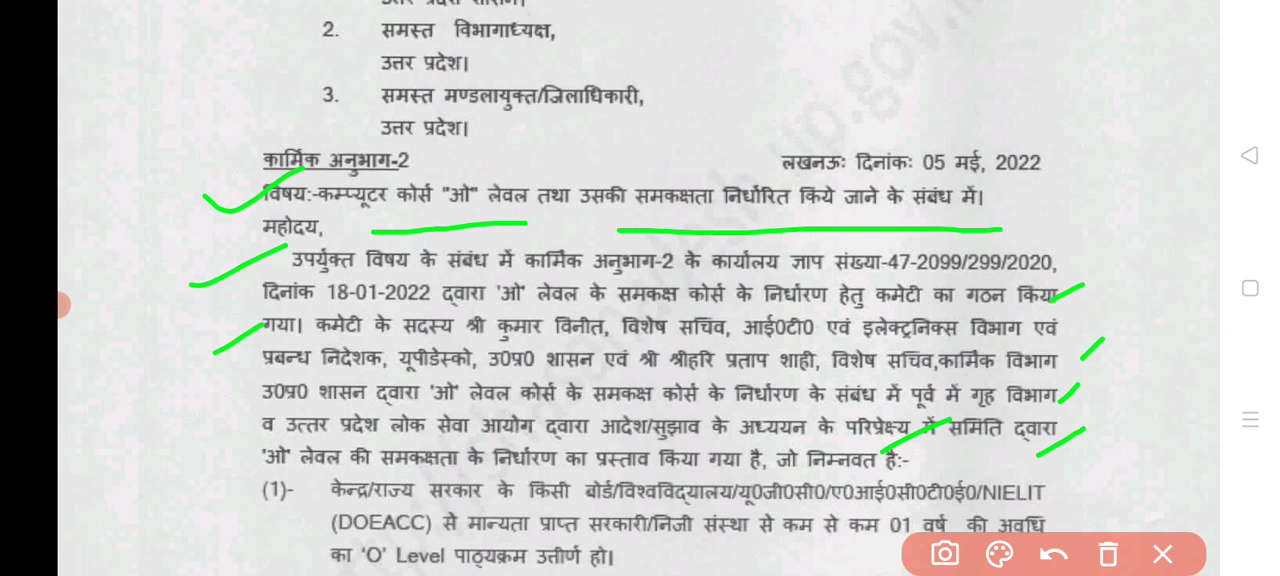 2. समस्त विभागाध्यक्ष,
उत्तर प्रदेश।
3. समस्त मण्डलायुक्त/जिलाधिकारी,
उत्तर प्रदेश।
कार्मिक अनुभाग-2 लखनऊः दिनांकः 05 मई, 2022
विषय:-कम्प्यूटर कोर्स "ओ" लेवल तथा उसकी समकक्षता निर्धारित किये जाने के संबंध में।
महोदय,
उपर्युक्त विषय के संबंध में कार्मिक अनुभाग-2 के कार्यालय ज्ञाप संख्या-47-2099/299/2020,
दिनांक 18-01-2022 द्वारा 'ओ' लेवल के समकक्ष कोर्स के निर्धारण हेतु कमेटी का गठन किया
गया। कमेटी के सदस्य श्री कुमार विनीत, विशेष सचिव, आई0टी0 एवं इलेक्ट्रनिक्स विभाग एवं
प्रबन्ध निदेशक, यूपीडेस्को, उ0प्र0 शासन एवं श्री श्रीहरि प्रताप शाही, विशेष सचिव,कार्मिक विभाग
उ0प्र0 शासन द्वारा 'ओ' लेवल कोर्स के समकक्ष कोर्स के निर्धारण के संबंध में पूर्व में गृह विभाग
व उत्तर प्रदेश लोक सेवा आयोग द्वारा आदेश/सुझाव के अध्ययन के परिप्रेक्ष्य में समिति द्वारा
'ओ' लेवल की समकक्षता के निर्धारण का प्रस्ताव किया गया है, जो निम्नवत है:-
(1)- केन्द्र/राज्य सरकार के किसी बोर्ड/विश्वविद्यालय/यू0जी0सी0/ए0आई0सी0टी0ई0/NIELIT
(DOEACC) से मान्यता प्राप्त सरकारी/निजी संस्था से कम से कम 01 वर्ष की अवधि
का 'O' Level पाठ्यक्रम उत्तीर्ण हो।